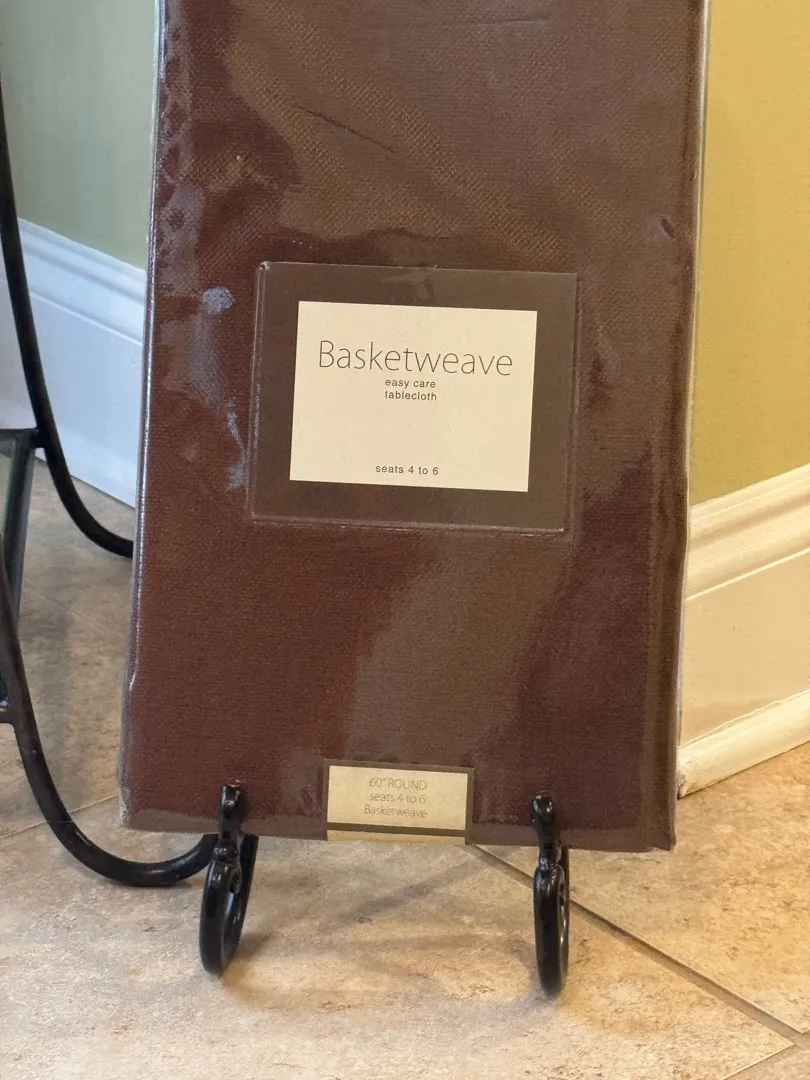 Basketweave
easy care
tablecloth
seats 4 to 6
60" ROUND
seats 4 to 6
Basketweave